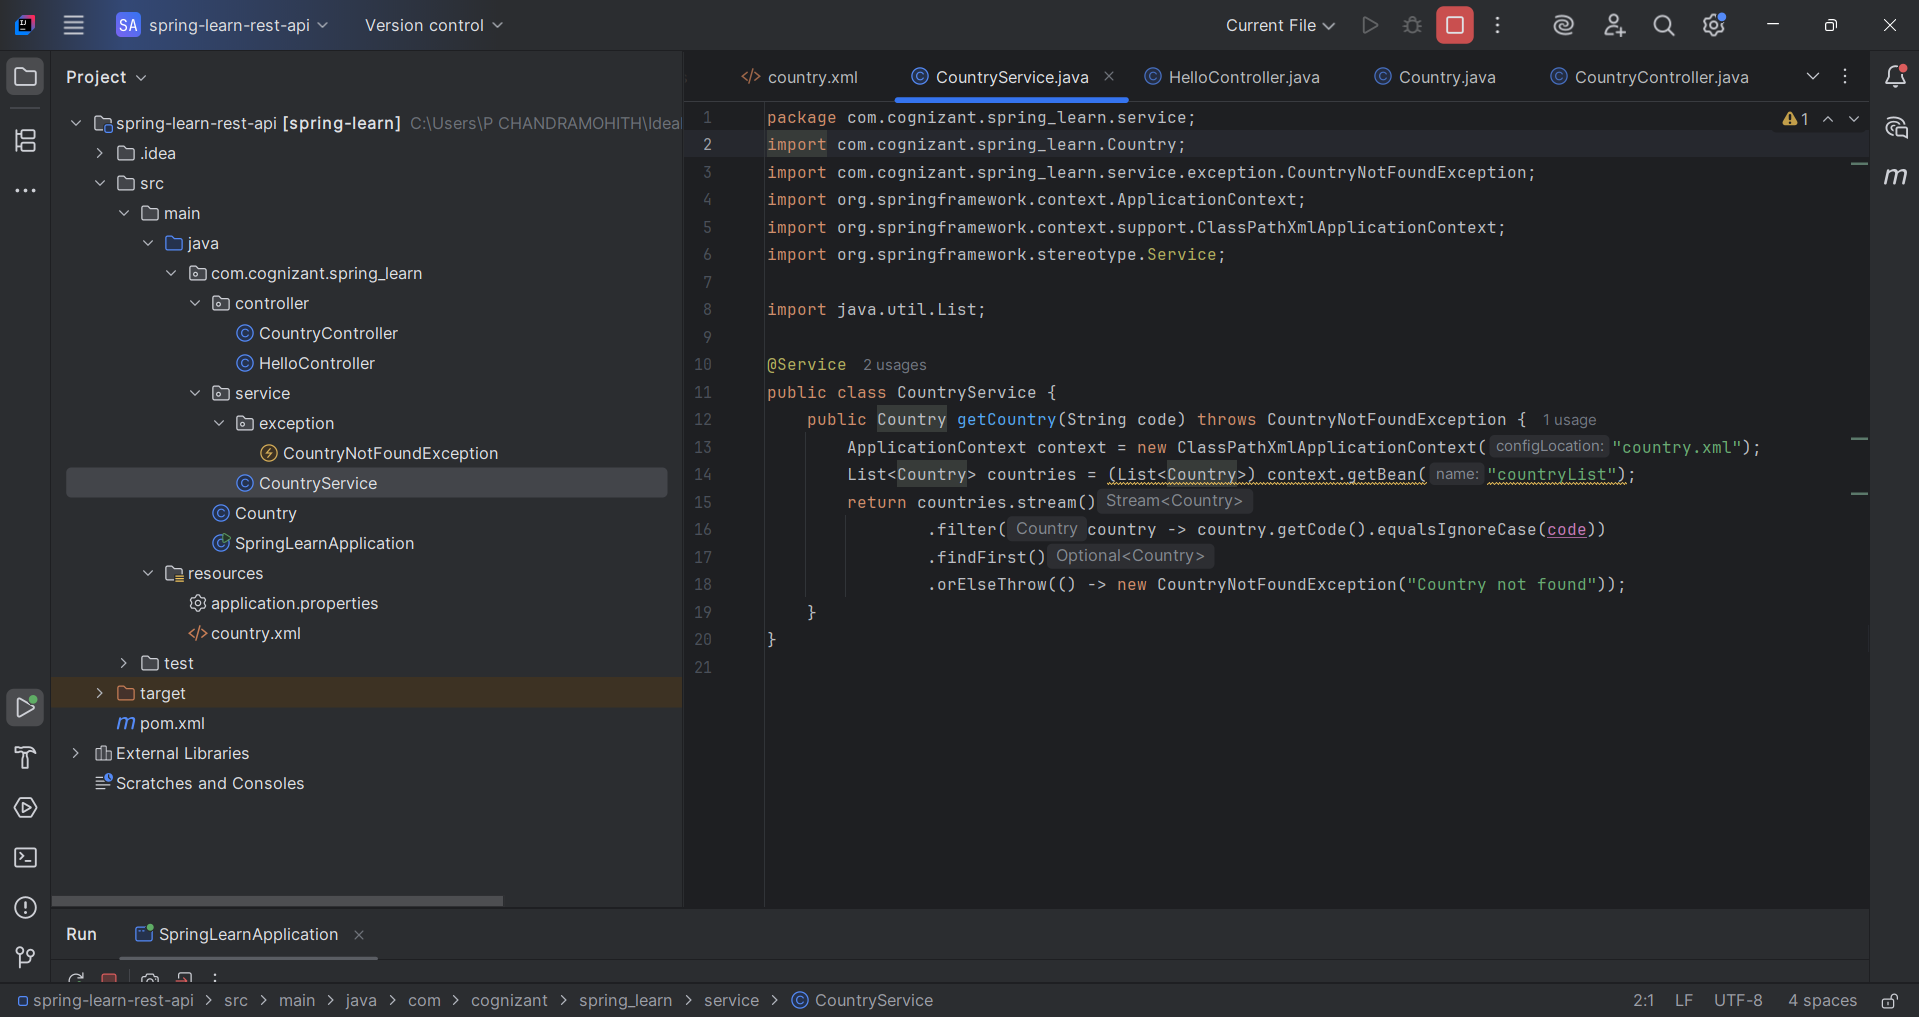 SA spring-learn-rest-api Version control Current File
Project
spring-learn-rest-api [spring-learn] C:\Users\P CHANDRAMOHITH\Idea
.idea
src
main
java
com.cognizant.spring_learn
controller
CountryController
HelloController
service
exception
CountryNotFoundException
CountryService
Country
SpringLearnApplication
resources
application.properties
country.xml
test
target
m pom.xml
External Libraries
Scratches and Consoles
country.xml CountryService.java HelloController.java Country.java CountryController.java
1 package com.cognizant.spring_learn.service; 1
2 import com.cognizant.spring_learn.Country;
3 import com.cognizant.spring_learn.service.exception.CountryNotFoundException;
4 import org.springframework.context.ApplicationContext;
5 import org.springframework.context.support.ClassPathXmlApplicationContext;
6 import org.springframework.stereotype.Service;
7
8 import java.util.List;
9
10 @Service 2 usages
11 public class CountryService {
12 public Country getCountry(String code) throws CountryNotFoundException { 1 usage
13 ApplicationContext context = new ClassPathXmlApplicationContext( configLocation: "country.xml");
14 List<Country> countries = (List<Country>) context.getBean( name: "countryList");
15 return countries.stream() Stream<Country>
16 .filter( Country country -> country.getCode().equalsIgnoreCase(code))
17 .findFirst() Optional<Country>
18 .orElseThrow(() -> new CountryNotFoundException("Country not found"));
19 }
20 }
21
m
Run SpringLearnApplication
spring-learn-rest-api > src > main > java > com > cognizant > spring_learn > service > CountryService 2:1 LF UTF-8 4 spaces